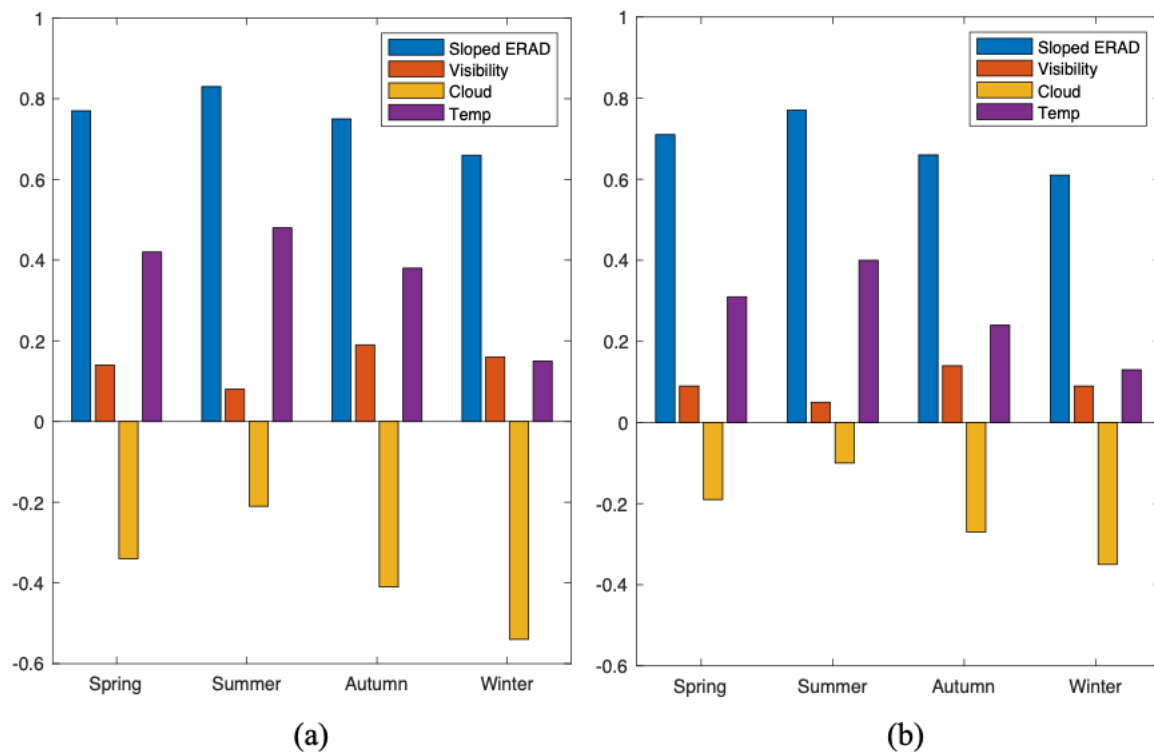 1
0.8
0.6
0.4
0.2
0
-0.2
-0.4
-0.6
Sloped ERAD
Visibility
Cloud
Temp
Spring Summer Autumn Winter
(a)
1
0.8
0.6
0.4
0.2
0
-0.2
-0.4
-0.6
Sloped ERAD
Visibility
Cloud
Temp
Spring Summer Autumn Winter
(b)